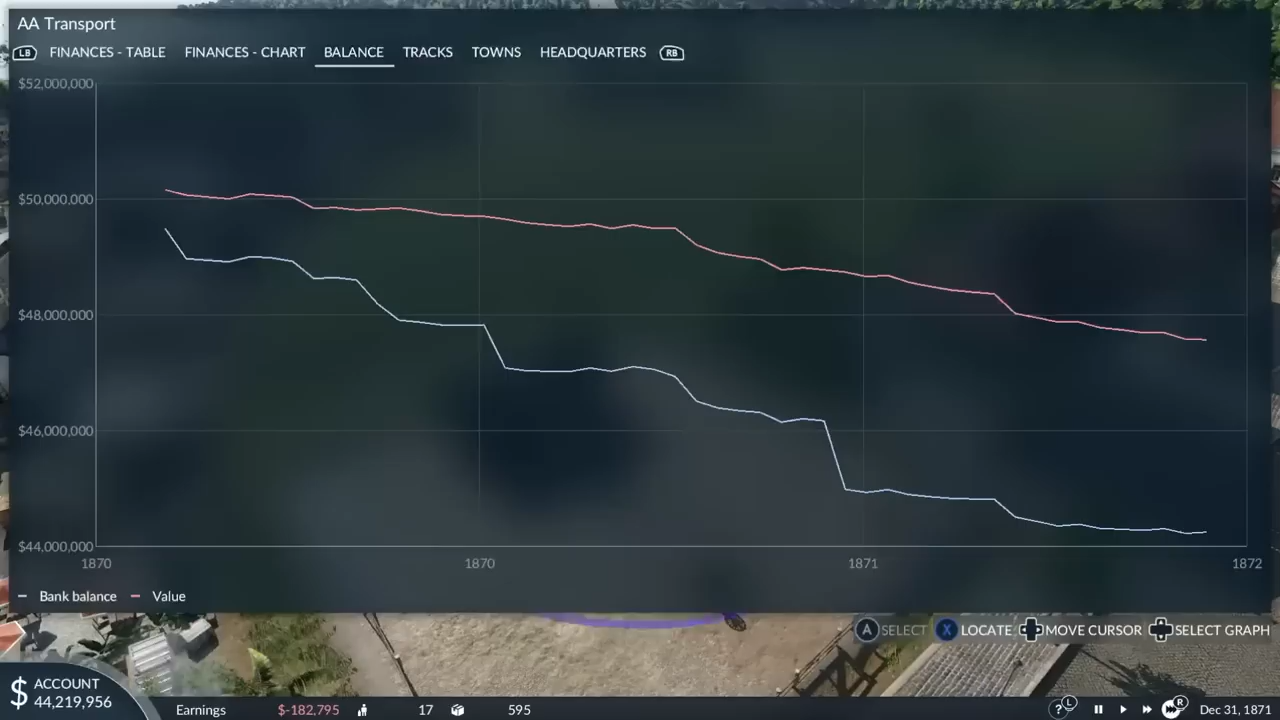 AA Transport
LB FINANCES - TABLE FINANCES - CHART BALANCE TRACKS TOWNS HEADQUARTERS RB
$52,000,000
$50,000,000
$48,000,000
$46,000,000
$44,000,000
1870 1870 1871 1872
Bank balance Value
A SELECT X LOCATE MOVE CURSOR SELECT GRAPH
$ ACCOUNT
44,219,956
Earnings $-182,795 17 595 ? L R Dec 31, 1871